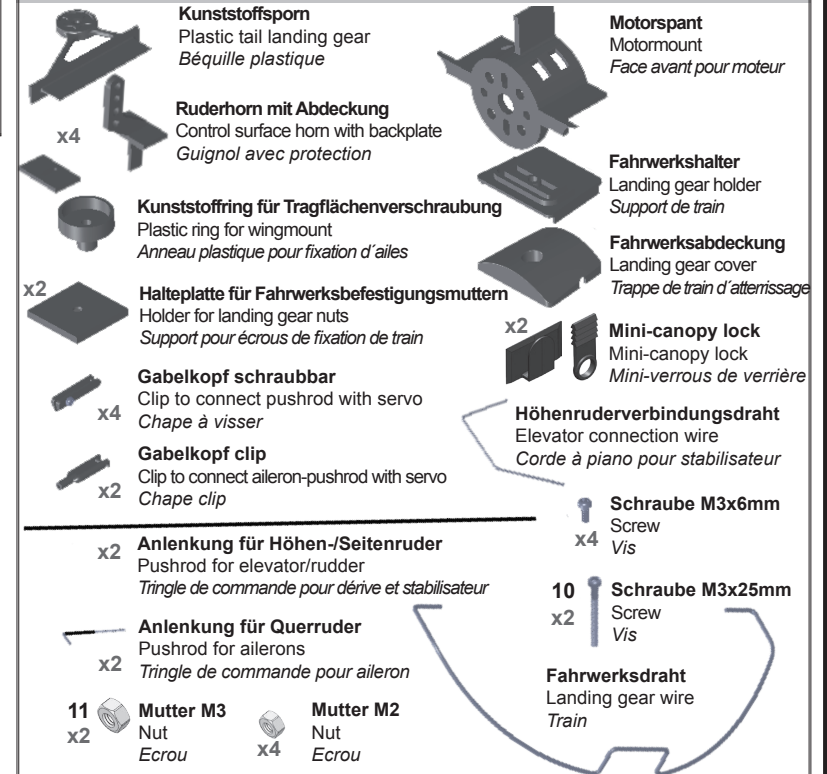 Kunststoffsporn
Plastic tail landing gear
Béquille plastique
x4
Ruderhorn mit Abdeckung
Control surface horn with backplate
Guignol avec protection
Kunststoffring für Tragflächenverschraubung
Plastic ring for wingmount
Anneau plastique pour fixation d´ailes
x2
Halteplatte für Fahrwerksbefestigungsmuttern
Holder for landing gear nuts
Support pour écrous de fixation de train
Gabelkopf schraubbar
x4
Clip to connect pushrod with servo
Chape à visser
Gabelkopf clip
x2
Clip to connect aileron-pushrod with servo
Chape clip
x2
Anlenkung für Höhen-/Seitenruder
Pushrod for elevator/rudder
Tringle de commande pour dérive et stabilisateur
Anlenkung für Querruder
x2
Pushrod for ailerons
Tringle de commande pour aileron
11
x2
Mutter M3
Nut
Ecrou
x4
Mutter M2
Nut
Ecrou
Motorspant
Motormount
Face avant pour moteur
Fahrwerkshalter
Landing gear holder
Support de train
Fahrwerksabdeckung
Landing gear cover
Trappe de train d´atterrissage
x2
Mini-canopy lock
Mini-canopy lock
Mini-verrous de verrière
Höhenruderverbindungsdraht
Elevator connection wire
Corde à piano pour stabilisateur
x4
Schraube M3x6mm
Screw
Vis
10
x2
Schraube M3x25mm
Screw
Vis
Fahrwerksdraht
Landing gear wire
Train